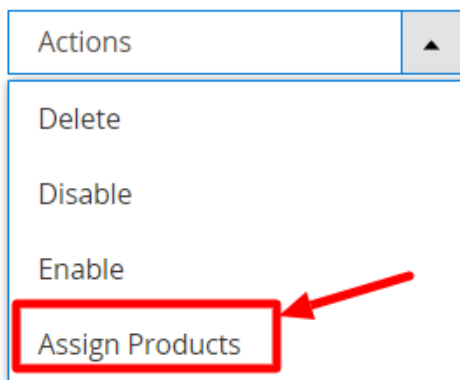 Actions
Delete
Disable
Enable
Assign Products